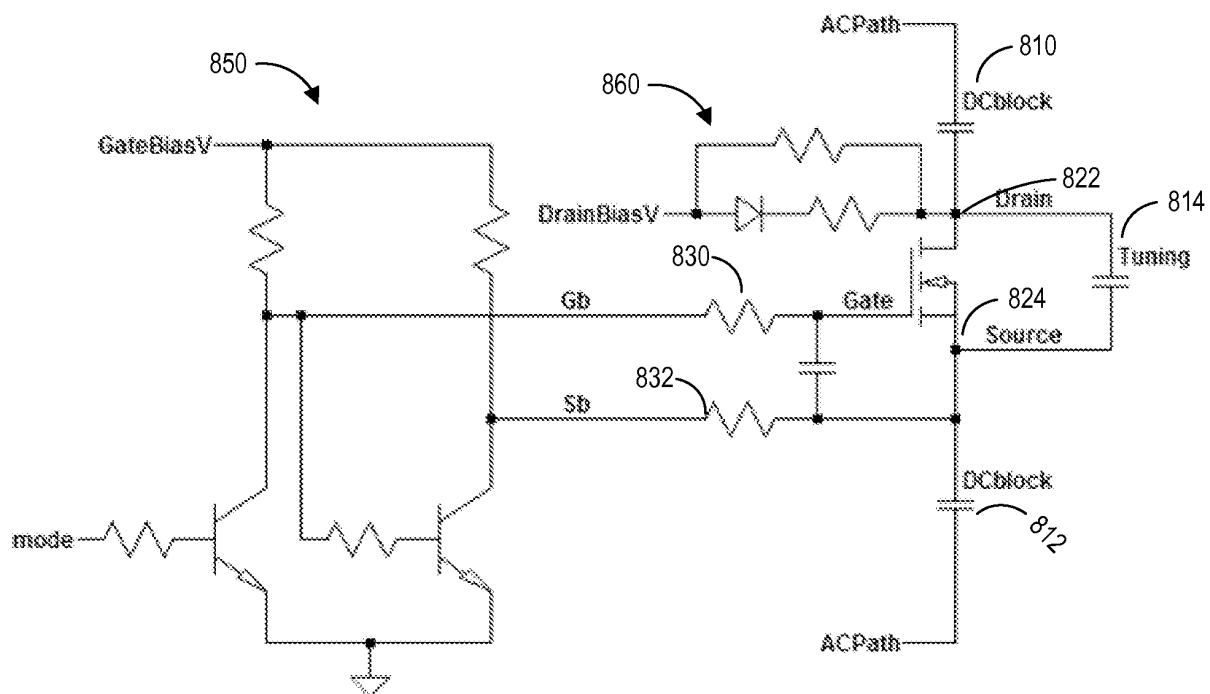 ACPath
810
850
DCblock
860
GateBiasV
822
Drain
814
DrainBiasV
Tuning
830
Gb
Gate
824
Source
832
Sb
DCblock
mode
812
ACPath